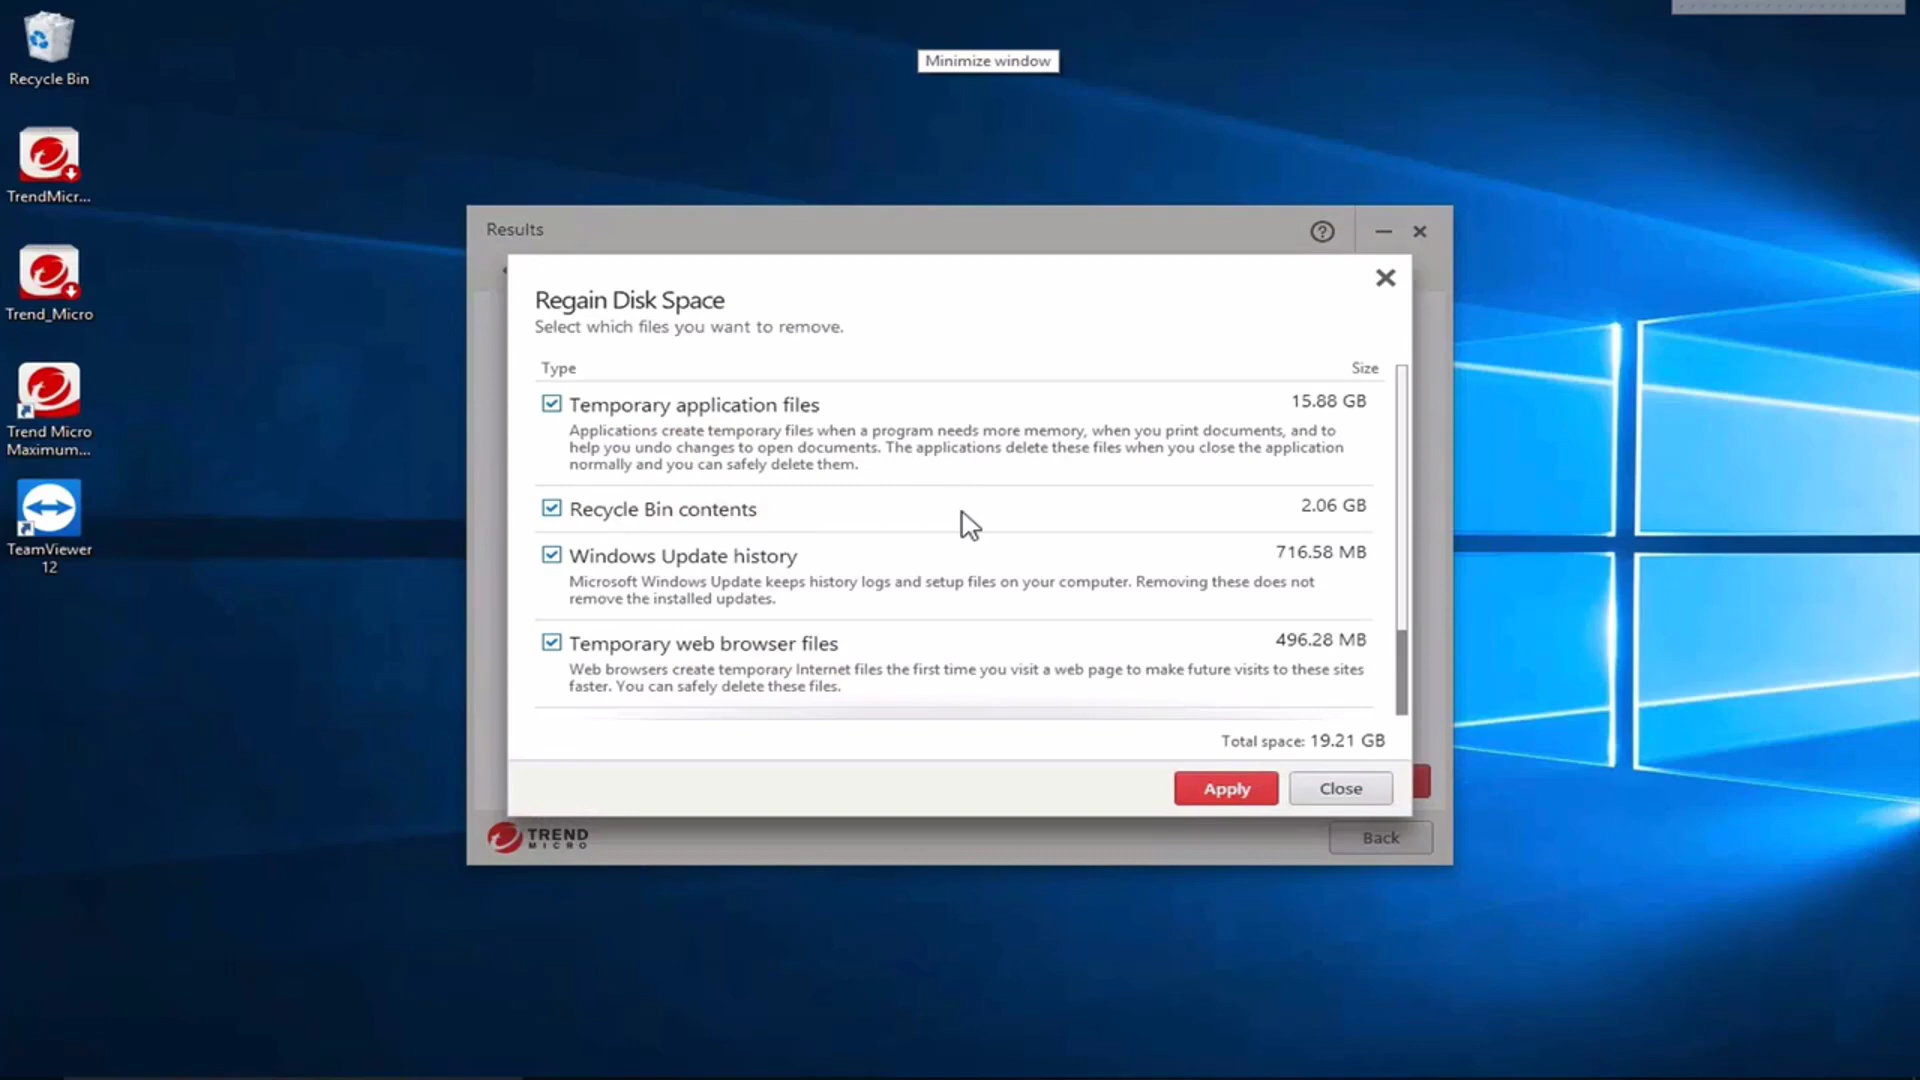 Recycle Bin
TrendMicr...
Trend_Micro
Trend Micro
Maximum...
TeamViewer
12
Minimize window
Results
Regain Disk Space
Select which files you want to remove.
Type Size
Temporary application files 15.88 GB
Applications create temporary files when a program needs more memory, when you print documents, and to
help you undo changes to open documents. The applications delete these files when you close the application
normally and you can safely delete them.
Recycle Bin contents 2.06 GB
Windows Update history 716.58 MB
Microsoft Windows Update keeps history logs and setup files on your computer. Removing these does not
remove the installed updates.
Temporary web browser files 496.28 MB
Web browsers create temporary Internet files the first time you visit a web page to make future visits to these sites
faster. You can safely delete these files.
Total space: 19.21 GB
Apply Close
TREND
MICRO
Back